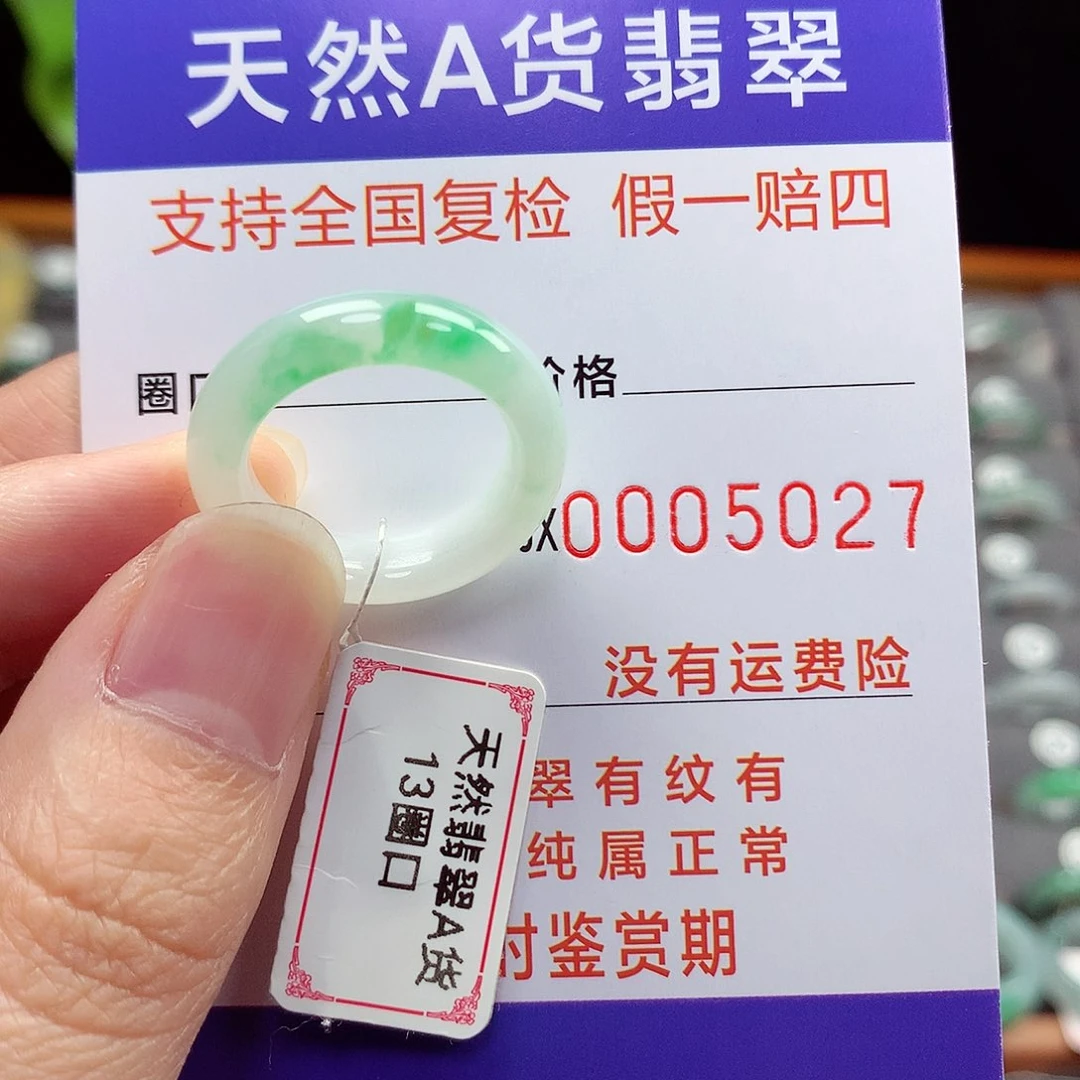 天然A货翡翠
支持全国复检 假一赔四
圈 价格
X0005027
没有运费险
翠有纹有
纯属正常
时鉴赏期
天然翡翠A货
13圈口